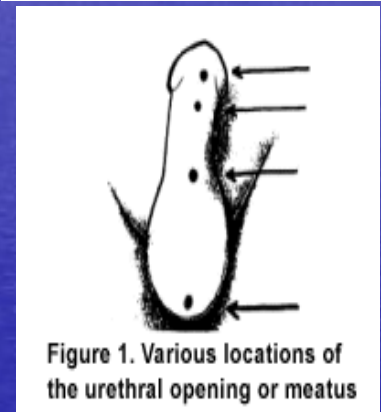 Figure 1. Various locations of
the urethral opening or meatus